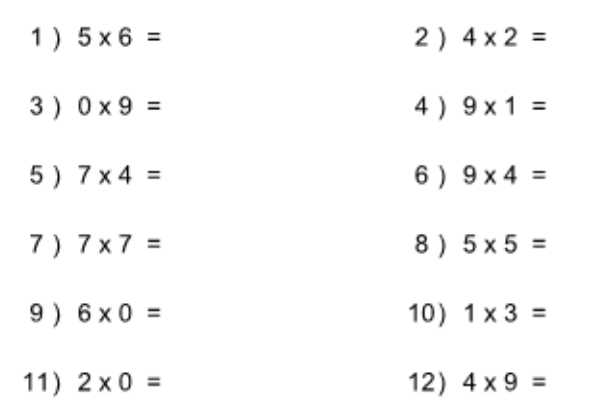 1 ) 5 x 6 = 2 ) 4 x 2 =
3 ) 0 x 9 = 4 ) 9 x 1 =
5 ) 7 x 4 = 6 ) 9 x 4 =
7 ) 7 x 7 = 8 ) 5 x 5 =
9 ) 6 x 0 = 10) 1 x 3 =
11) 2 x 0 = 12) 4 x 9 =